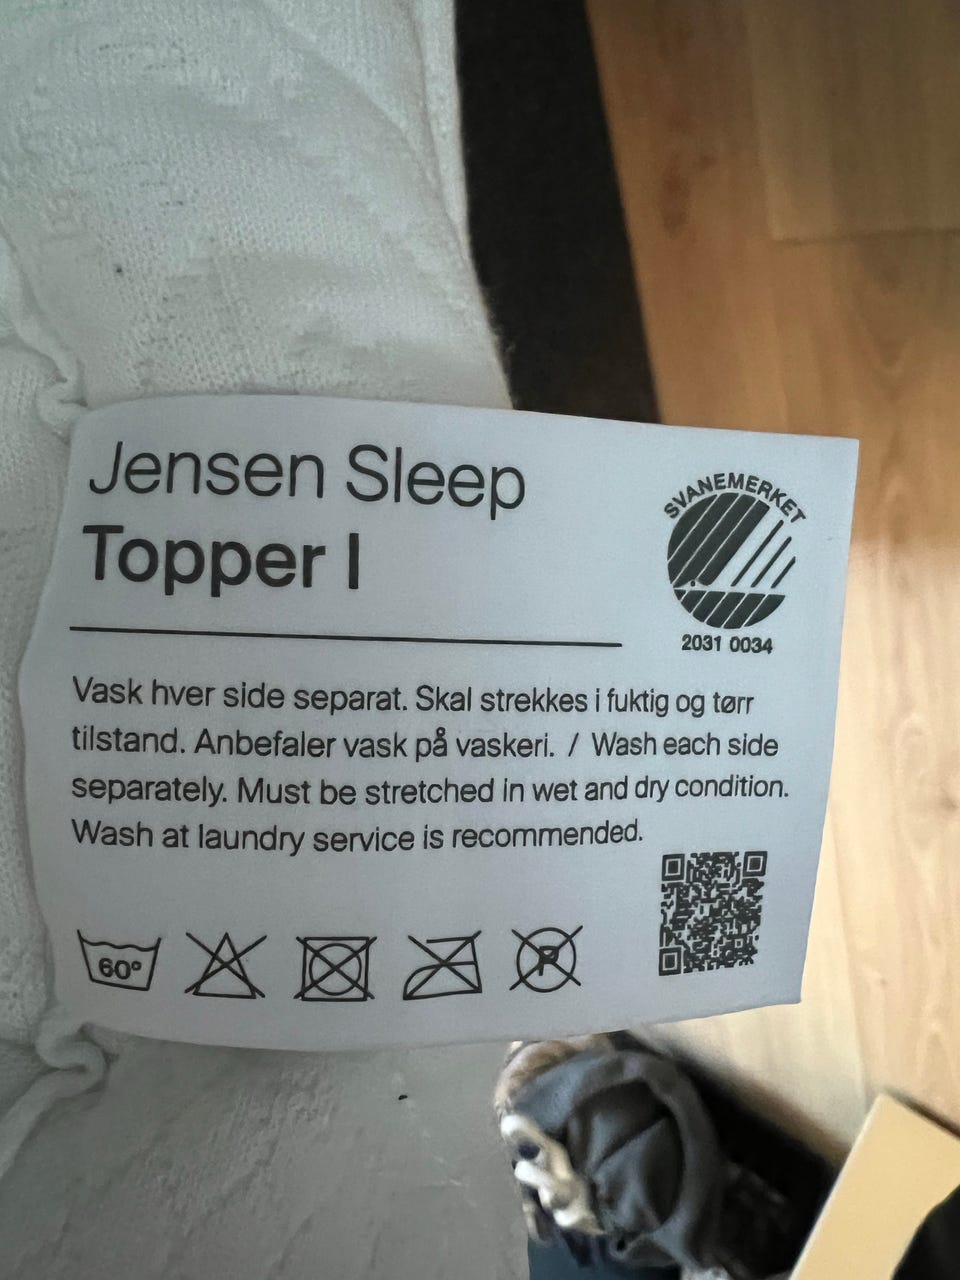 Jensen Sleep
Topper I
SVANEMERKET
2031 0034
Vask hver side separat. Skal strekkes i fuktig og tørr
tilstand. Anbefaler vask på vaskeri. / Wash each side
separately. Must be stretched in wet and dry condition.
Wash at laundry service is recommended.
60° P